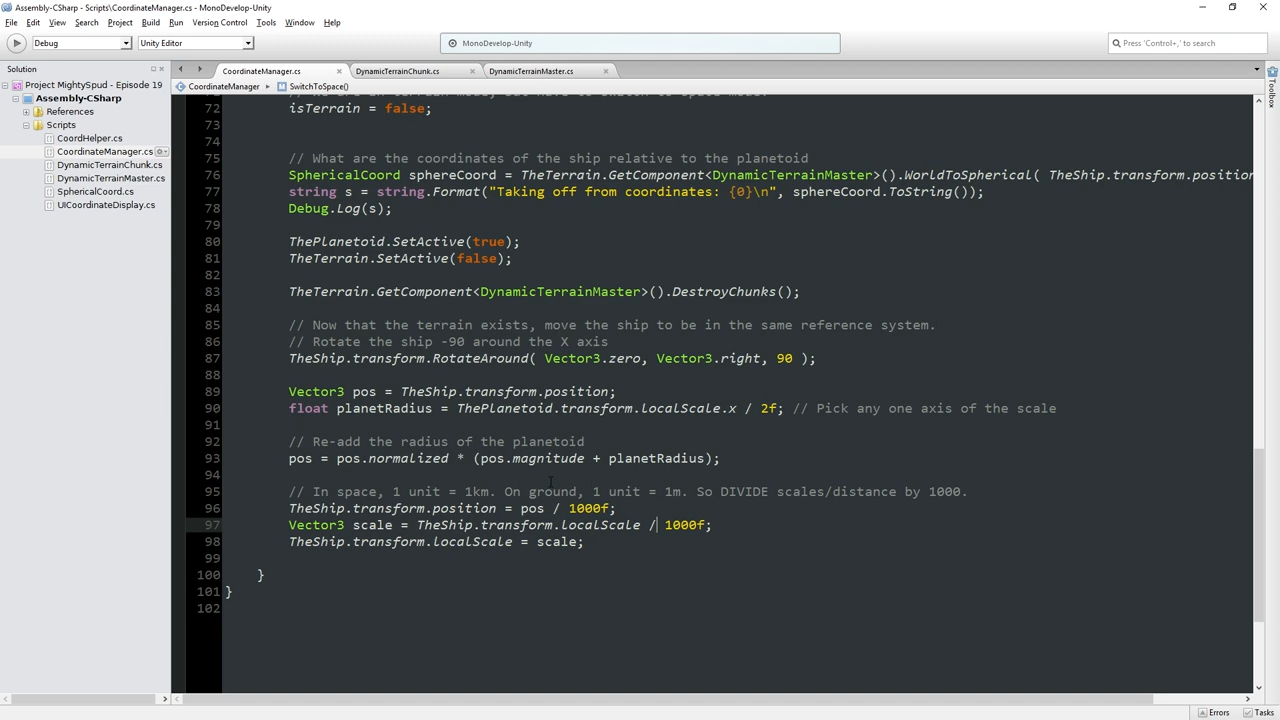 Assembly-CSharp - Scripts\CoordinateManager.cs - MonoDevelop-Unity
File Edit View Search Project Build Run Version Control Tools Window Help
Debug Unity Editor MonoDevelop-Unity Press 'Control+,' to search
Solution
CoordinateManager.cs DynamicTerrainChunk.cs DynamicTerrainMaster.cs
CoordinateManager SwitchToSpace()
Toolbox
Project MightySpud - Episode 19
Assembly-CSharp
References
Scripts
CoordHelper.cs
CoordinateManager.cs
DynamicTerrainChunk.cs
DynamicTerrainMaster.cs
SphericalCoord.cs
UICoordinateDisplay.cs
72 isTerrain = false;
73
74
75 // What are the coordinates of the ship relative to the planetoid
76 SphericalCoord sphereCoord = TheTerrain.GetComponent<DynamicTerrainMaster>().WorldToSpherical( TheShip.transform.position
77 string s = string.Format("Taking off from coordinates: {0}\n", sphereCoord.ToString());
78 Debug.Log(s);
79
80 ThePlanetoid.SetActive(true);
81 TheTerrain.SetActive(false);
82
83 TheTerrain.GetComponent<DynamicTerrainMaster>().DestroyChunks();
84
85 // Now that the terrain exists, move the ship to be in the same reference system.
86 // Rotate the ship -90 around the X axis
87 TheShip.transform.RotateAround( Vector3.zero, Vector3.right, 90 );
88
89 Vector3 pos = TheShip.transform.position;
90 float planetRadius = ThePlanetoid.transform.localScale.x / 2f; // Pick any one axis of the scale
91
92 // Re-add the radius of the planetoid
93 pos = pos.normalized * (pos.magnitude + planetRadius);
94
95 // In space, 1 unit = 1km. On ground, 1 unit = 1m. So DIVIDE scales/distance by 1000.
96 TheShip.transform.position = pos / 1000f;
97 Vector3 scale = TheShip.transform.localScale / 1000f;
98 TheShip.transform.localScale = scale;
99
100 }
101 }
102
Errors Tasks